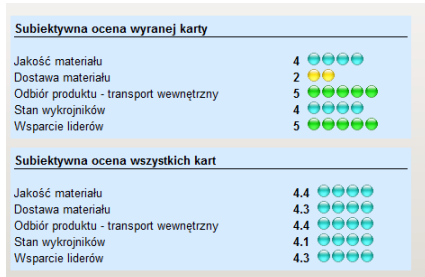 Subiektywna ocena wyranej karty
Jakość materiału 4
Dostawa materiału 2
Odbiór produktu - transport wewnętrzny 5
Stan wykrojników 4
Wsparcie liderów 5
Subiektywna ocena wszystkich kart
Jakość materiału 4.4
Dostawa materiału 4.3
Odbiór produktu - transport wewnętrzny 4.4
Stan wykrojników 4.1
Wsparcie liderów 4.3